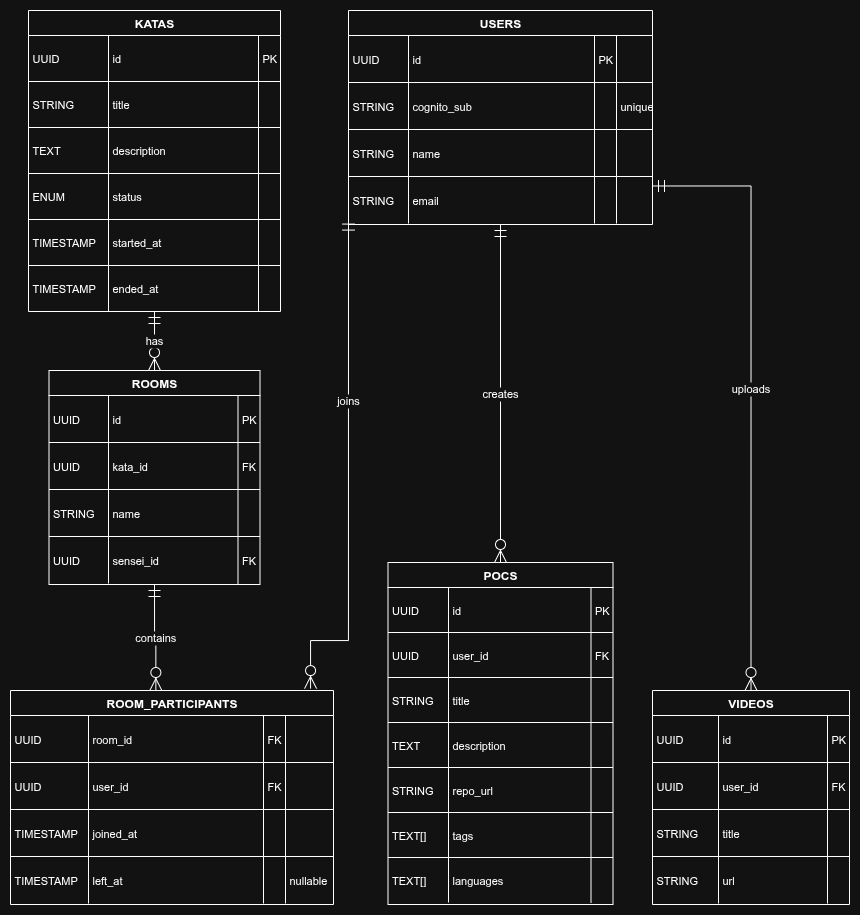 KATAS
UUID id PK
STRING title
TEXT description
ENUM status
TIMESTAMP started_at
TIMESTAMP ended_at
USERS
UUID id PK
STRING cognito_sub unique
STRING name
STRING email
has
ROOMS
UUID id PK
UUID kata_id FK
STRING name
UUID sensei_id FK
joins
creates
uploads
contains
ROOM_PARTICIPANTS
UUID room_id FK
UUID user_id FK
TIMESTAMP joined_at
TIMESTAMP left_at nullable
POCS
UUID id PK
UUID user_id FK
STRING title
TEXT description
STRING repo_url
TEXT[] tags
TEXT[] languages
VIDEOS
UUID id PK
UUID user_id FK
STRING title
STRING url